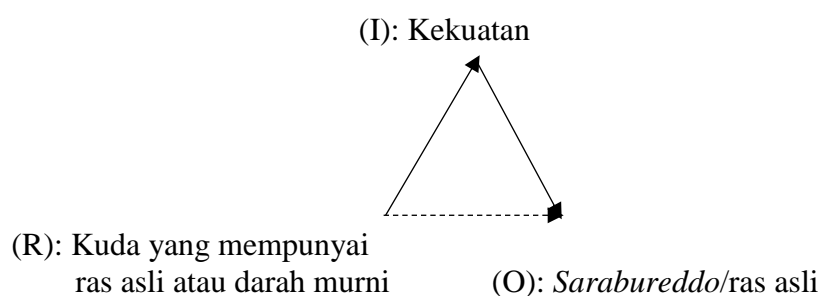 (I): Kekuatan
(R): Kuda yang mempunyai
ras asli atau darah murni
(O): Sarabureddo/ras asli